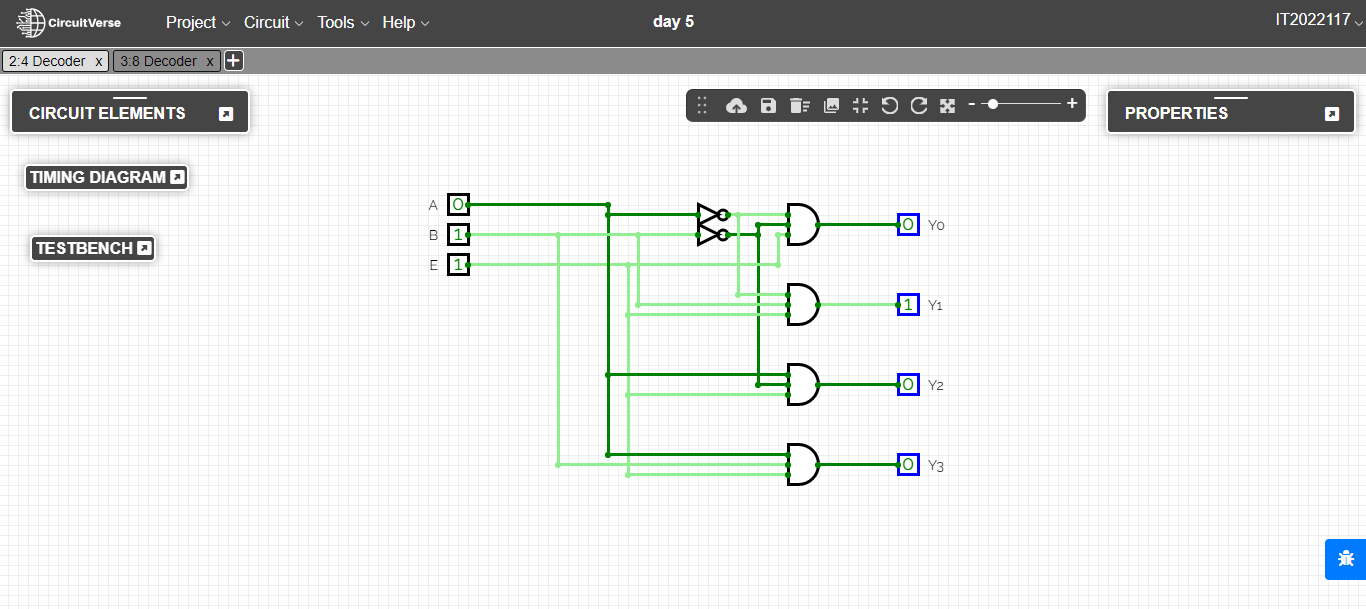 CircuitVerse Project Circuit Tools Help day 5 IT2022117
2:4 Decoder x 3:8 Decoder x +
CIRCUIT ELEMENTS
- +
PROPERTIES
TIMING DIAGRAM
TESTBENCH
A 0
B 1
E 1
0 Y0
1 Y1
0 Y2
0 Y3